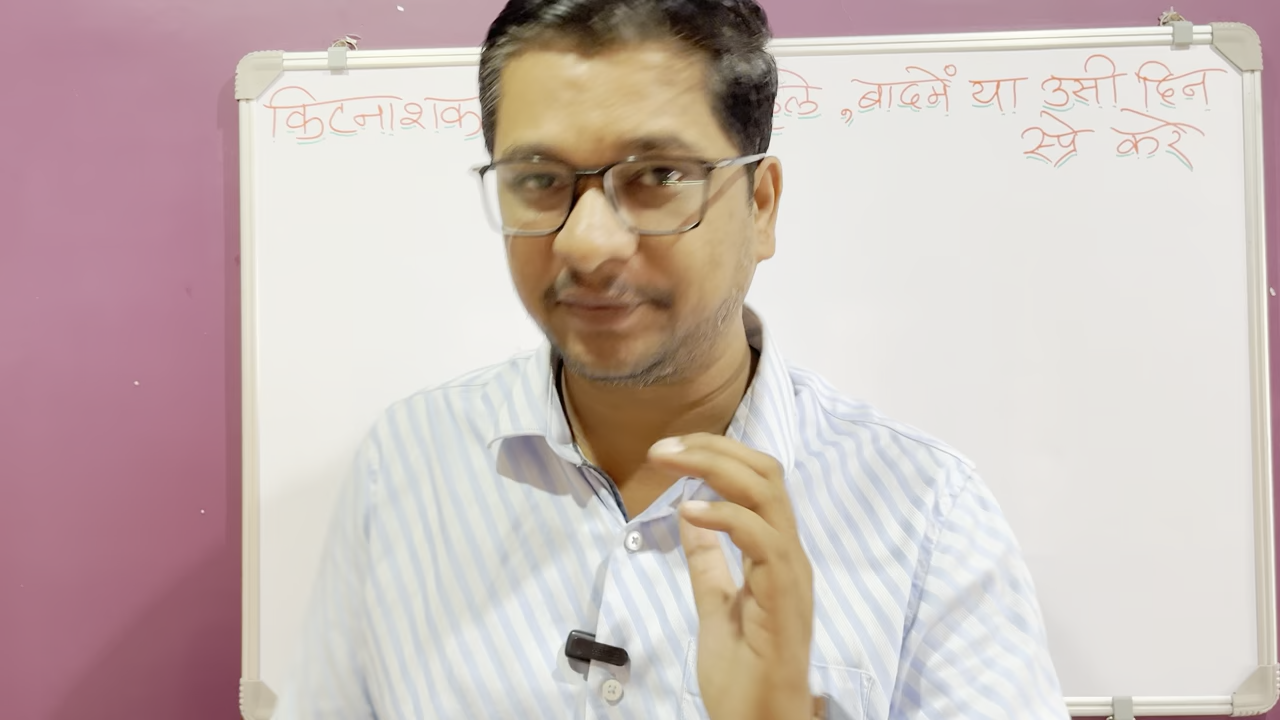 किटनाशक ,बादमें या उसी दिन
स्प्रे करें